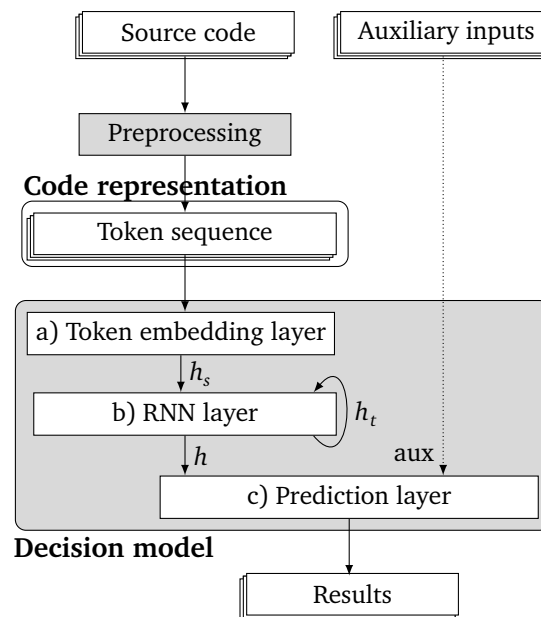 Source code
Auxiliary inputs
Preprocessing
Code representation
Token sequence
a) Token embedding layer
h_s
b) RNN layer
h_t
h
aux
c) Prediction layer
Decision model
Results